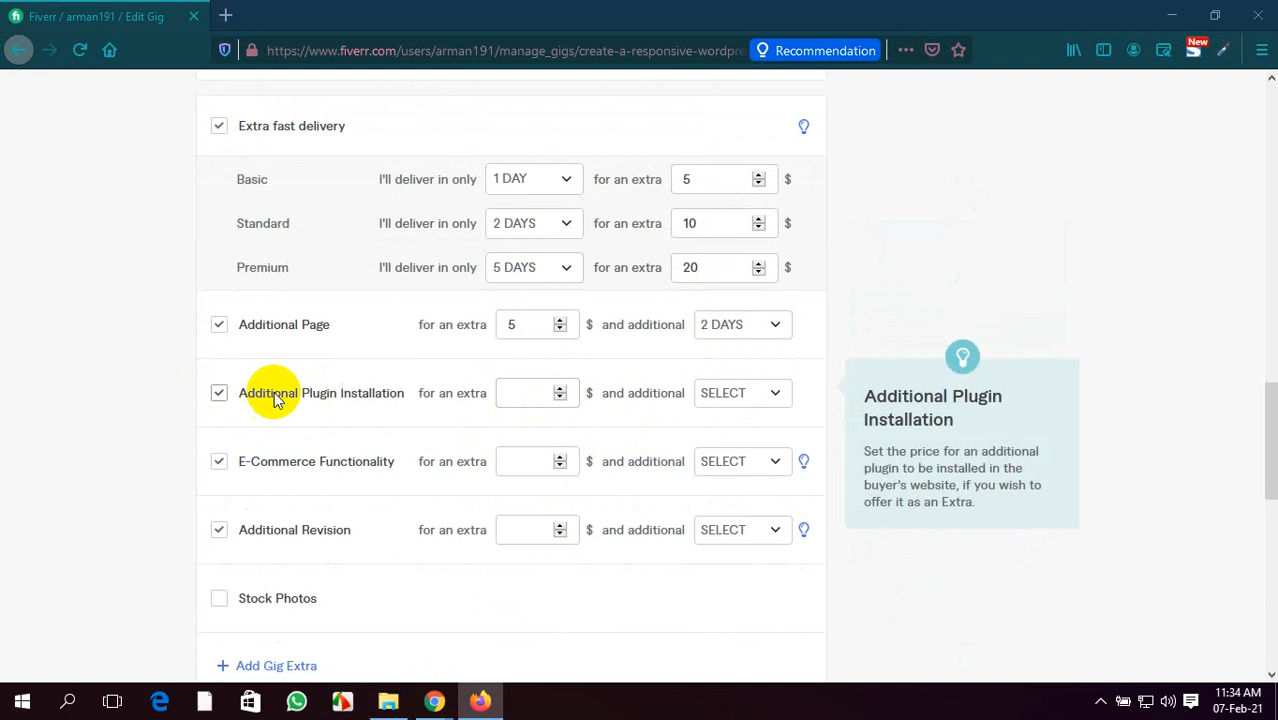 Fiverr / arman191 / Edit Gig
https://www.fiverr.com/users/arman191/manage_gigs/create-a-responsive-wordpre
Recommendation
New
Extra fast delivery
Basic I'll deliver in only 1 DAY for an extra 5 $
Standard I'll deliver in only 2 DAYS for an extra 10 $
Premium I'll deliver in only 5 DAYS for an extra 20 $
Additional Page for an extra 5 $ and additional 2 DAYS
Additional Plugin Installation for an extra $ and additional SELECT
E-Commerce Functionality for an extra $ and additional SELECT
Additional Revision for an extra $ and additional SELECT
Stock Photos
+ Add Gig Extra
Additional Plugin
Installation
Set the price for an additional
plugin to be installed in the
buyer's website, if you wish to
offer it as an Extra.
11:34 AM
07-Feb-21